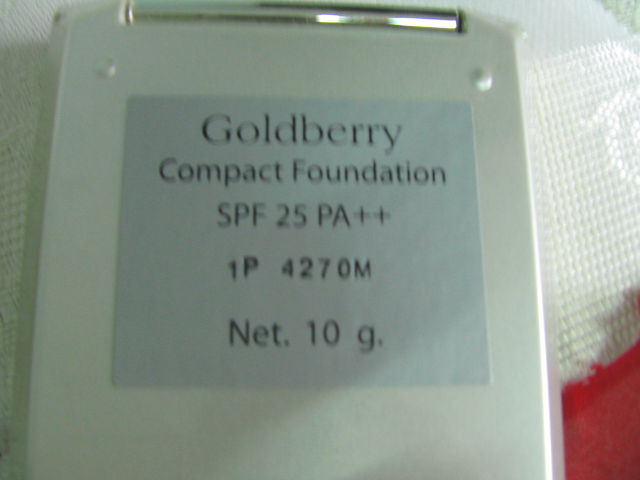 Goldberry
Compact Foundation
SPF 25 PA++
1P 4270M
Net. 10 g.